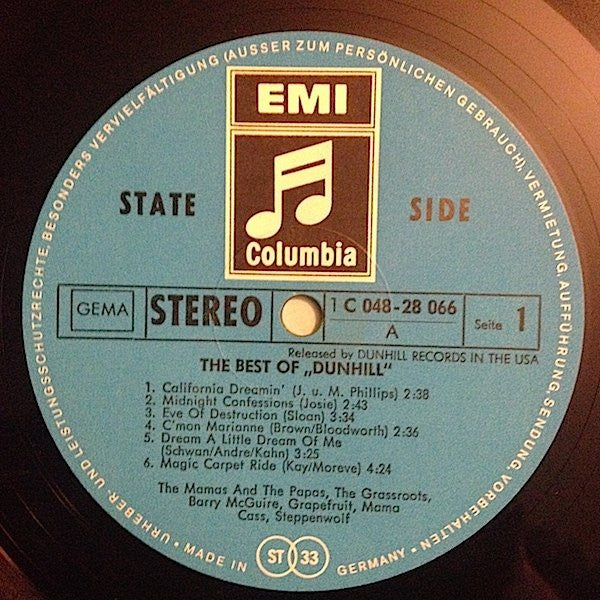 URHEBER- UND LEISTUNGSSCHUTZRECHTE, BESONDERS VERVIELFÄLTIGUNG (AUSSER ZUM PERSÖNLICHEN GEBRAUCH), VERMIETUNG, AUFFÜHRUNG, SENDUNG, VORBEHALTEN •
EMI
STATE SIDE
Columbia
GEMA STEREO 1 C 048-28 066
A
Seite 1
Released by DUNHILL RECORDS IN THE USA
THE BEST OF „DUNHILL“
1. California Dreamin' (J. u. M. Phillips) 2:38
2. Midnight Confessions (Josie) 2:43
3. Eve Of Destruction (Sloan) 3:34
4. C'mon Marianne (Brown/Bloodworth) 2:36
5. Dream A Little Dream Of Me
(Schwan/Andre/Kahn) 3:25
6. Magic Carpet Ride (Kay/Moreve) 4:24
The Mamas And The Papas, The Grassroots,
Barry McGuire, Grapefruit, Mama
Cass, Steppenwolf
• MADE IN ST 33 GERMANY •